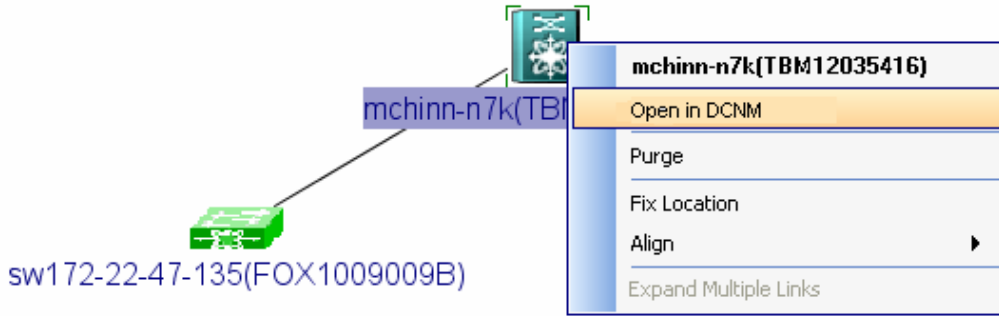 mchinn-n7k(TBM
mchinn-n7k(TBM12035416)
Open in DCNM
Purge
Fix Location
Align
Expand Multiple Links
sw172-22-47-135(FOX1009009B)